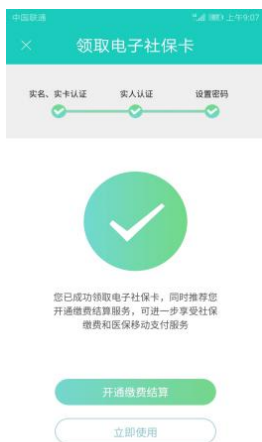 中国联通 上午9:07
× 领取电子社保卡
实名、实卡认证 实人认证 设置密码
您已成功领取电子社保卡，同时推荐您
开通缴费结算服务，可进一步享受社保
缴费和医保移动支付服务
开通缴费结算
立即使用